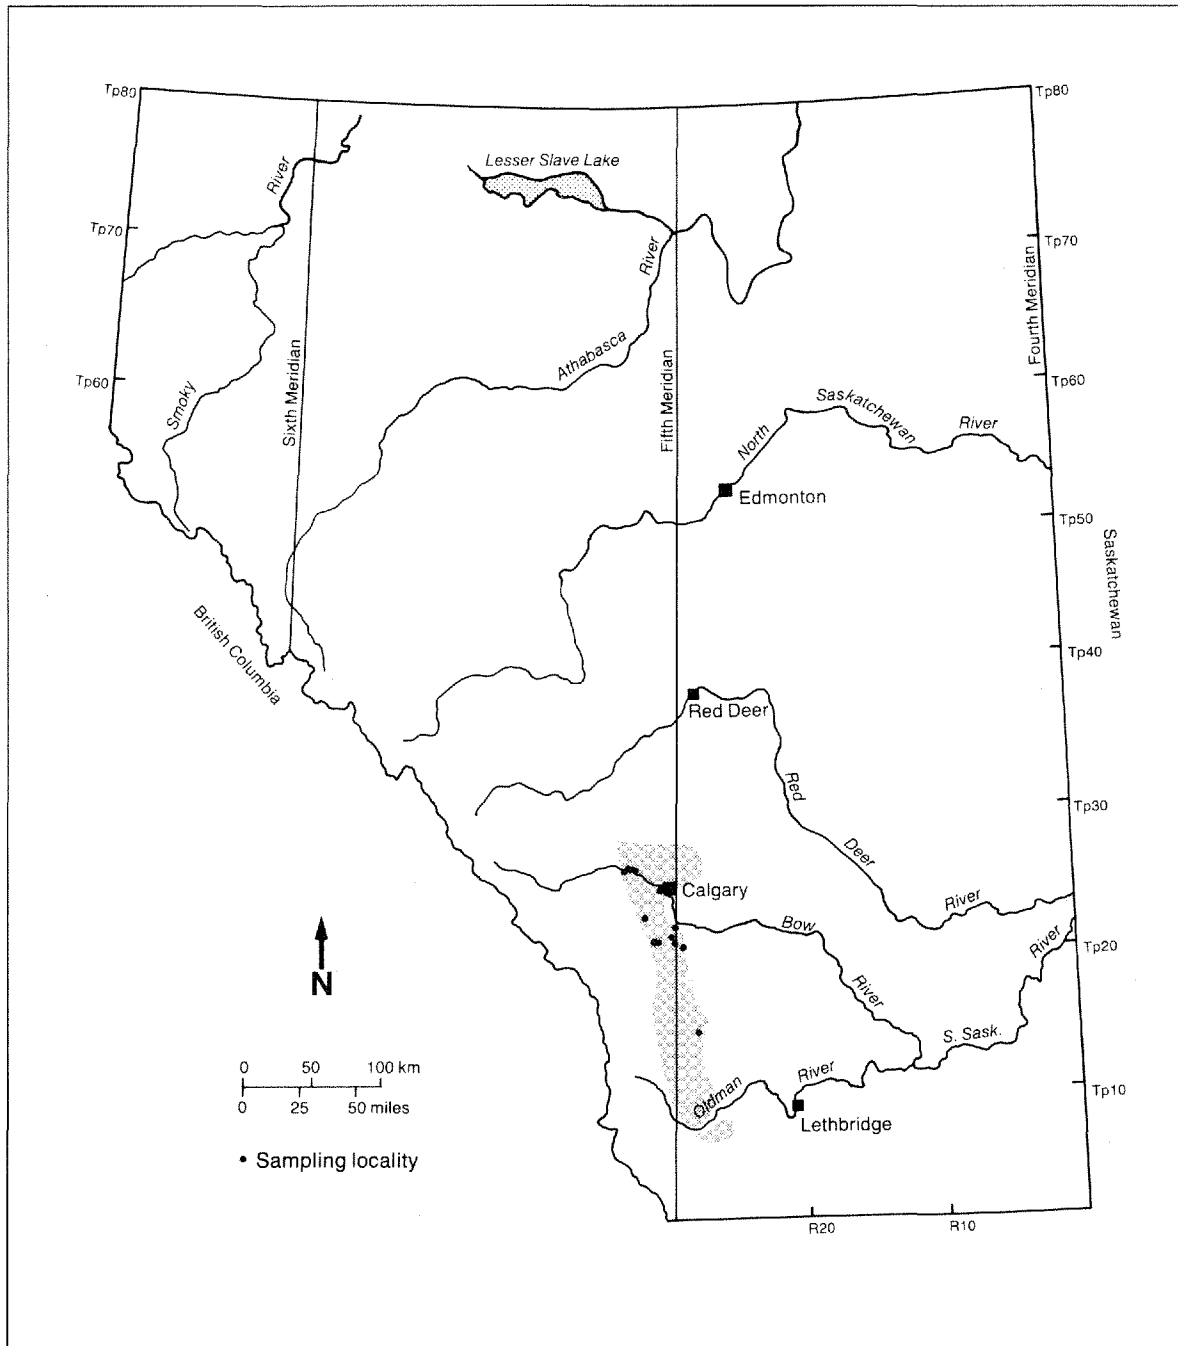 Tp80
Tp80
Lesser Slave Lake
River
Tp70
Tp70
River
Fourth Meridian
Athabasca
Tp60
Tp60
Smoky
Sixth Meridian
Fifth Meridian
North
Saskatchewan
River
Edmonton
Tp50
Saskatchewan
British Columbia
Tp40
Red Deer
Red
Deer
River
Tp30
Calgary
Bow
River
River
Tp20
N
S. Sask.
0 50 100 km
0 25 50 miles
Oldman
River
Tp10
Lethbridge
• Sampling locality
R20
R10